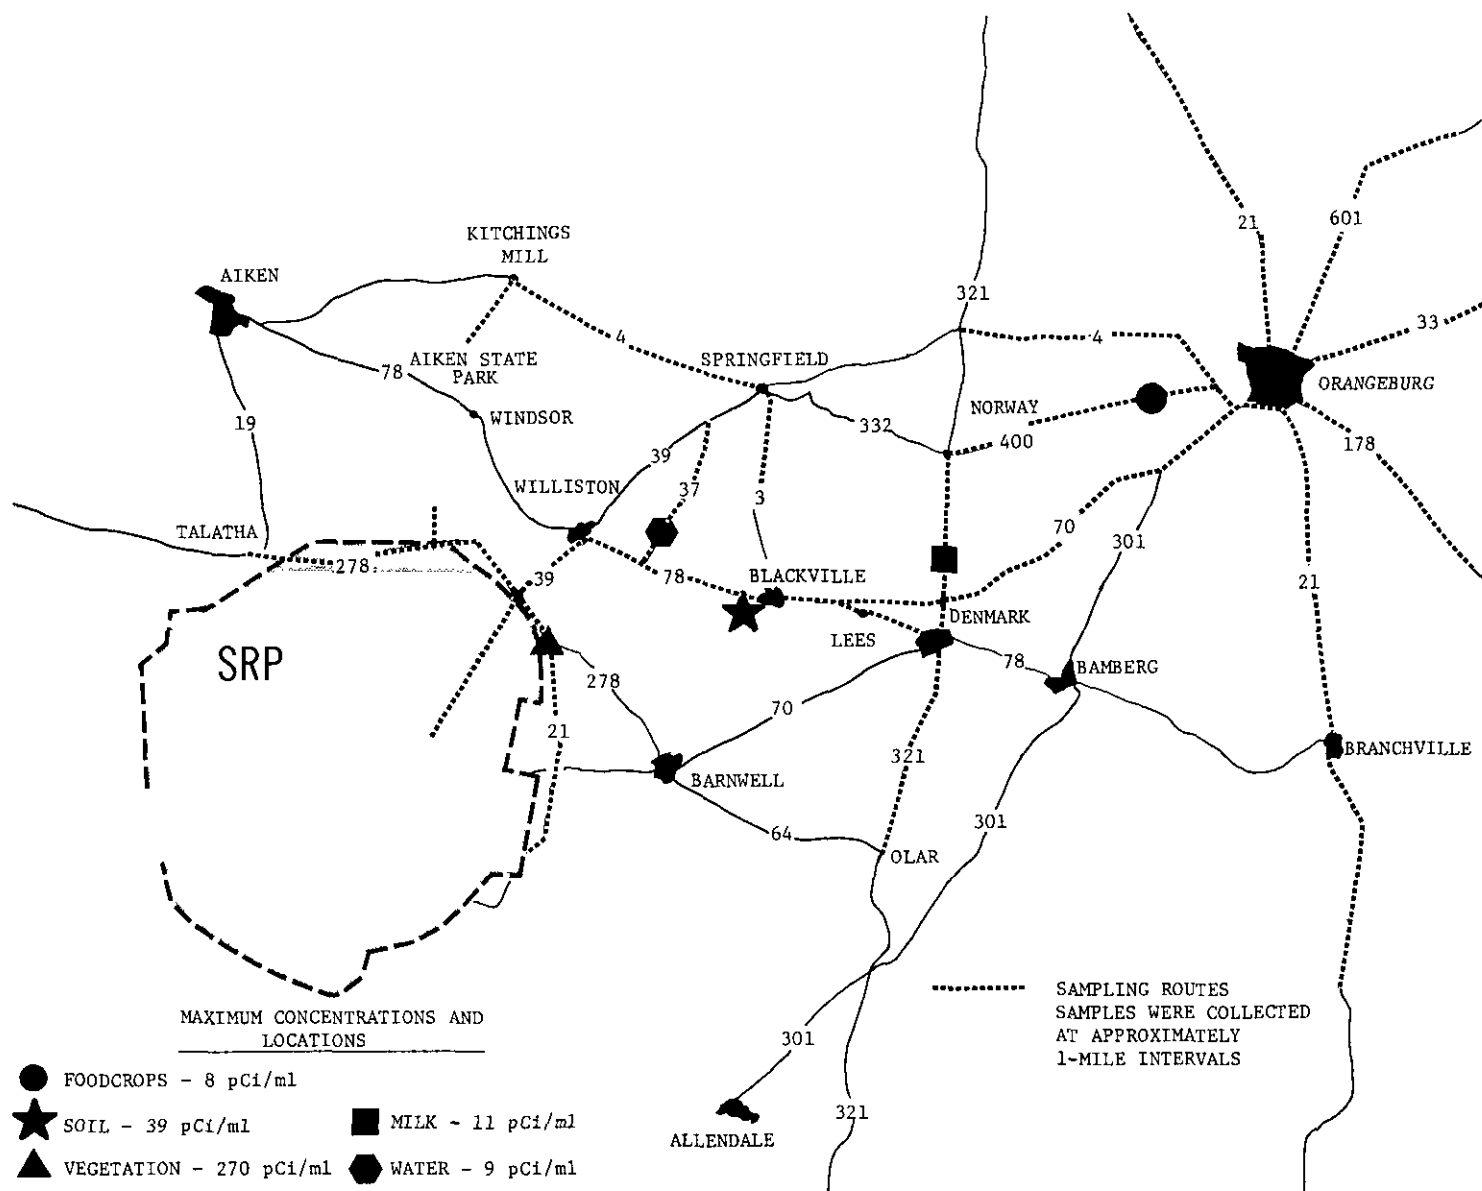 21
601
KITCHINGS
MILL
AIKEN
321
33
4
4
SPRINGFIELD
AIKEN STATE
PARK
78
ORANGEBURG
NORWAY
WINDSOR
19
332
400
178
39
WILLISTON
37
3
TALATHA
70
301
278
39
78
BLACKVILLE
21
DENMARK
LEES
SRP
78
BAMBERG
278
70
21
BRANCHVILLE
321
BARNWELL
64
301
OLAR
SAMPLING ROUTES
SAMPLES WERE COLLECTED
AT APPROXIMATELY
1-MILE INTERVALS
MAXIMUM CONCENTRATIONS AND
LOCATIONS
301
FOODCROPS - 8 pCi/ml
SOIL - 39 pCi/ml
MILK - 11 pCi/ml
321
ALLENDALE
VEGETATION - 270 pCi/ml
WATER - 9 pCi/ml